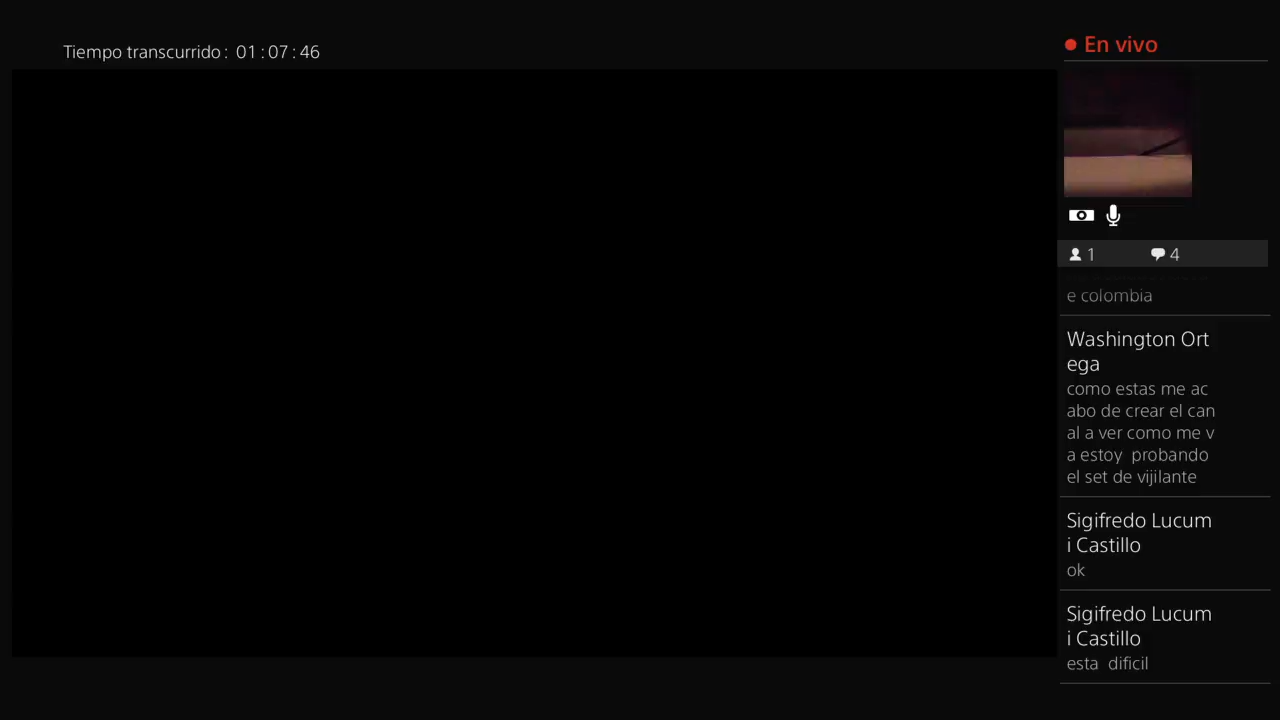 Tiempo transcurrido : 01 : 07 : 46
En vivo
1 4
e colombia
Washington Ort
ega
como estas me ac
abo de crear el can
al a ver como me v
a estoy probando
el set de vijilante
Sigifredo Lucum
i Castillo
ok
Sigifredo Lucum
i Castillo
esta dificil